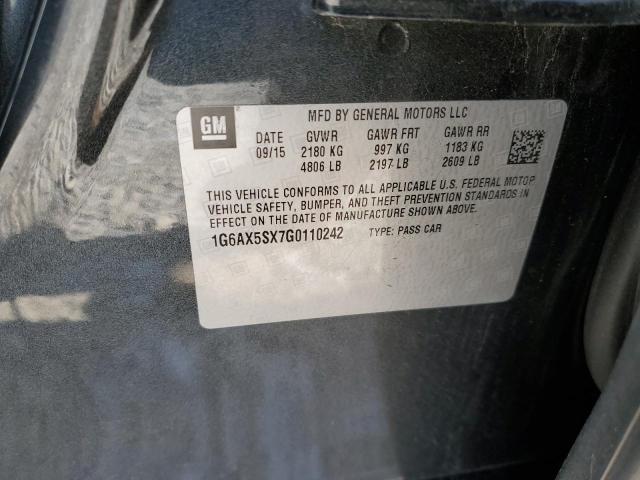 GM
MFD BY GENERAL MOTORS LLC
DATE GVWR GAWR FRT GAWR RR
09/15 2180 KG 997 KG 1183 KG
4806 LB 2197 LB 2609 LB
THIS VEHICLE CONFORMS TO ALL APPLICABLE U.S. FEDERAL MOTOR
VEHICLE SAFETY, BUMPER, AND THEFT PREVENTION STANDARDS IN
EFFECT ON THE DATE OF MANUFACTURE SHOWN ABOVE.
1G6AX5SX7G0110242 TYPE: PASS CAR